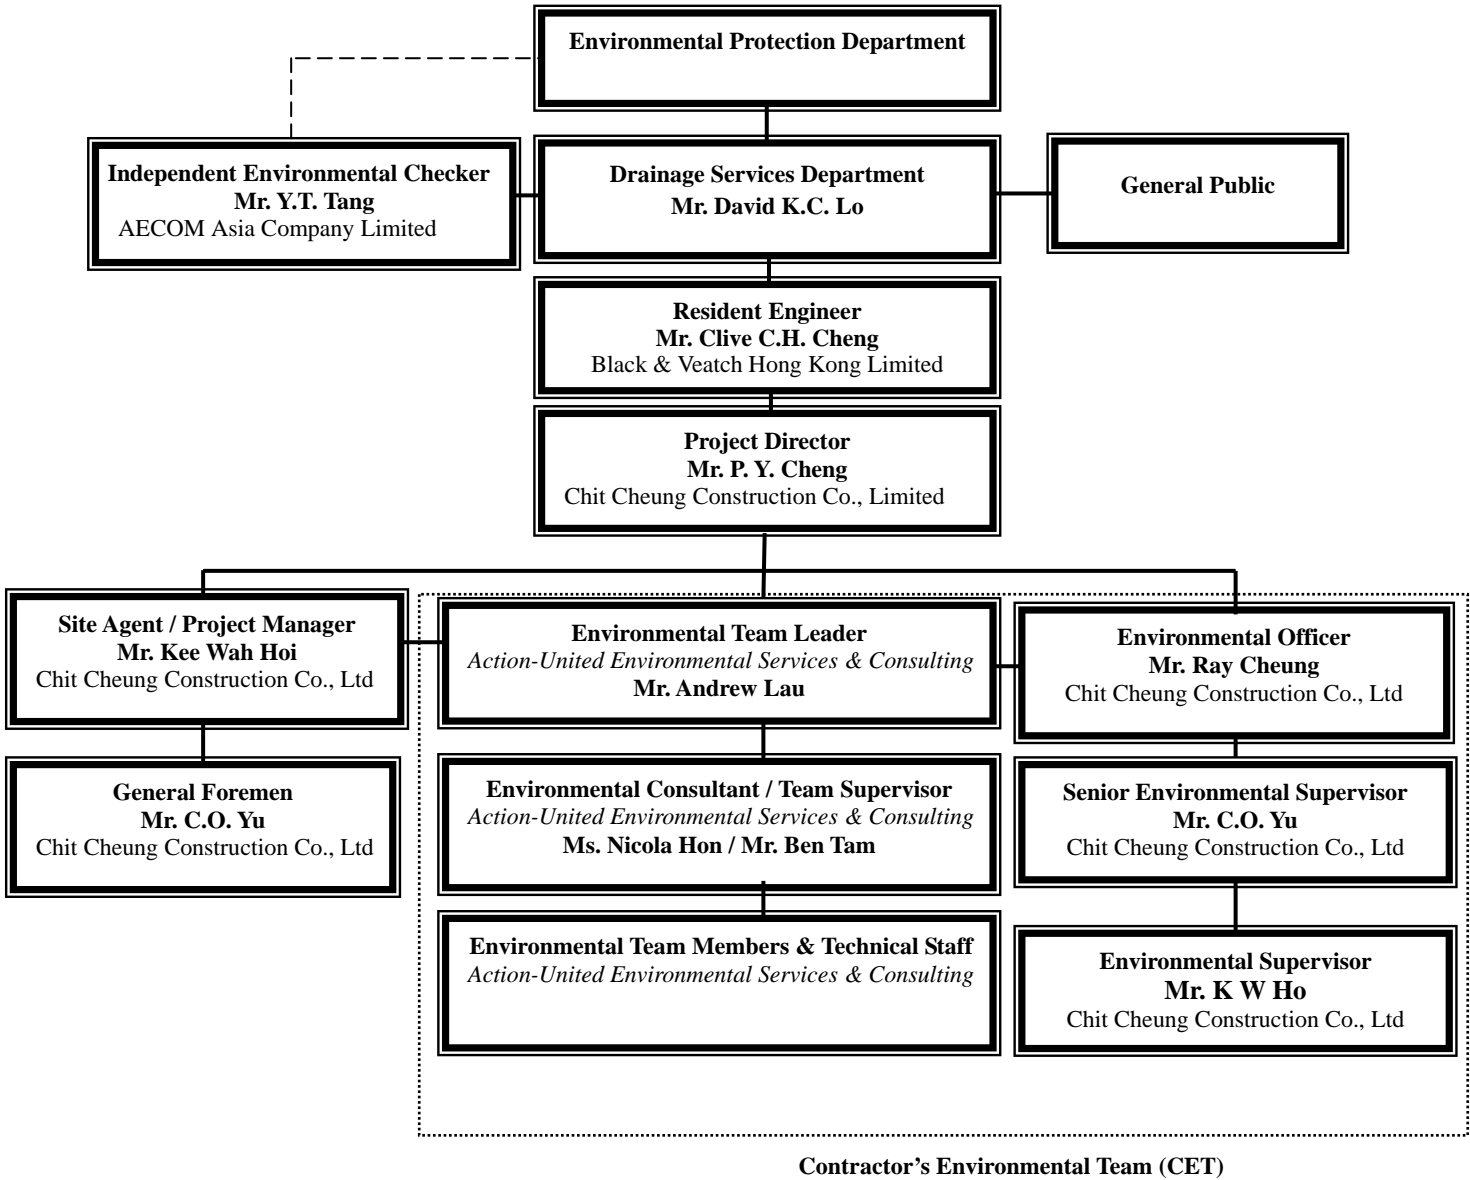 Environmental Protection Department
Independent Environmental Checker
Mr. Y.T. Tang
AECOM Asia Company Limited
Drainage Services Department
Mr. David K.C. Lo
General Public
Resident Engineer
Mr. Clive C.H. Cheng
Black & Veatch Hong Kong Limited
Project Director
Mr. P. Y. Cheng
Chit Cheung Construction Co., Limited
Site Agent / Project Manager
Mr. Kee Wah Hoi
Chit Cheung Construction Co., Ltd
Environmental Team Leader
Action-United Environmental Services & Consulting
Mr. Andrew Lau
Environmental Officer
Mr. Ray Cheung
Chit Cheung Construction Co., Ltd
General Foremen
Mr. C.O. Yu
Chit Cheung Construction Co., Ltd
Environmental Consultant / Team Supervisor
Action-United Environmental Services & Consulting
Ms. Nicola Hon / Mr. Ben Tam
Senior Environmental Supervisor
Mr. C.O. Yu
Chit Cheung Construction Co., Ltd
Environmental Team Members & Technical Staff
Action-United Environmental Services & Consulting
Environmental Supervisor
Mr. K W Ho
Chit Cheung Construction Co., Ltd
Contractor’s Environmental Team (CET)